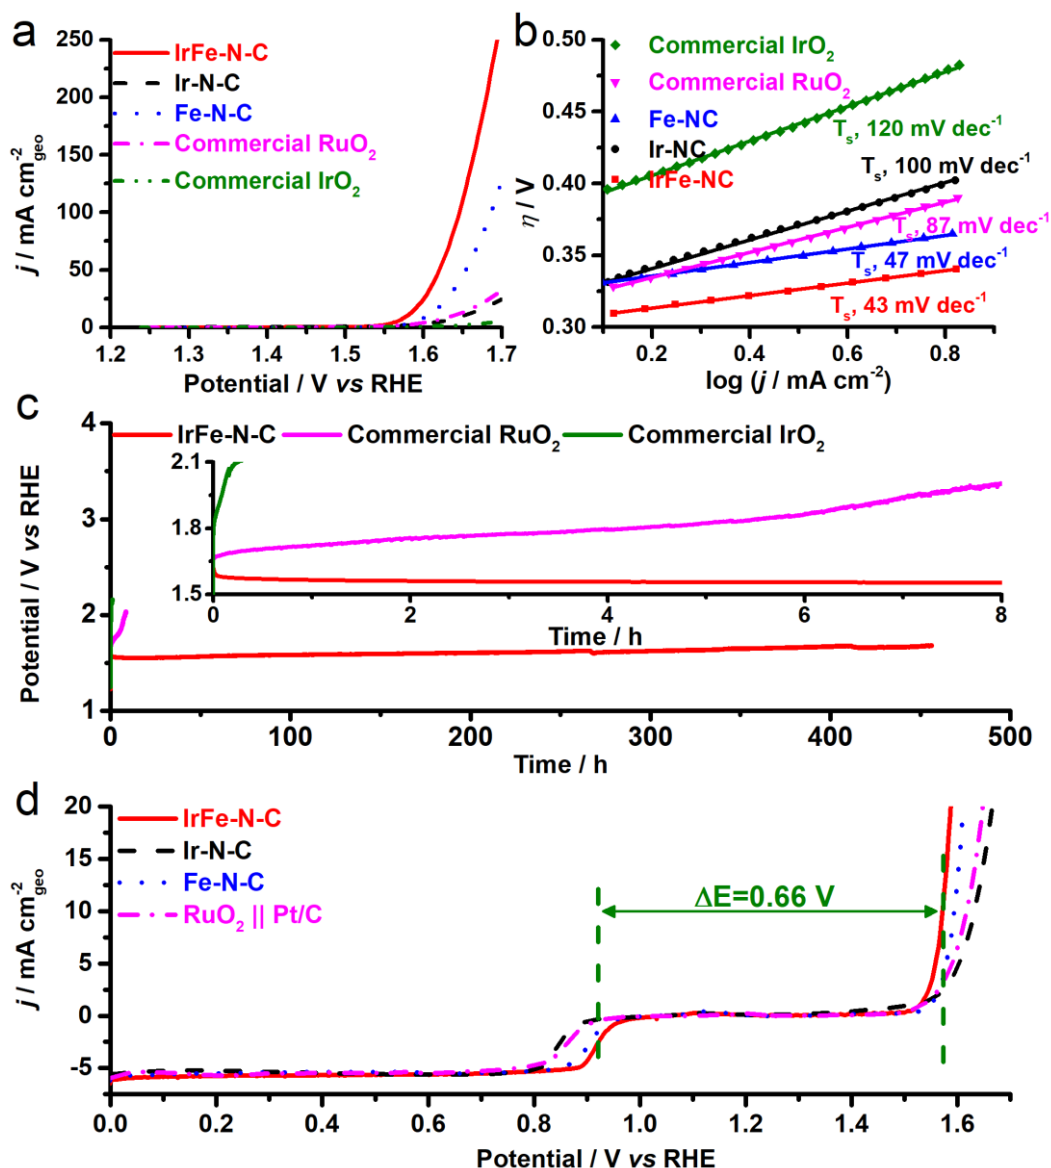 a
250
200
150
100
50
0
j / mA cm⁻²geo
IrFe-N-C
Ir-N-C
Fe-N-C
Commercial RuO₂
Commercial IrO₂
1.2 1.3 1.4 1.5 1.6 1.7
Potential / V vs RHE
b
0.50
0.45
0.40
0.35
0.30
η / V
Commercial IrO₂
Commercial RuO₂
Fe-NC
Ir-NC
IrFe-NC
Tₛ, 120 mV dec⁻¹
Tₛ, 100 mV dec⁻¹
Tₛ, 87 mV dec⁻¹
Tₛ, 47 mV dec⁻¹
Tₛ, 43 mV dec⁻¹
0.2 0.4 0.6 0.8
log (j / mA cm⁻²)
c
4
3
2
1
Potential / V vs RHE
IrFe-N-C Commercial RuO₂ Commercial IrO₂
2.1
1.8
1.5
0 2 4 6 8
Time / h
0 100 200 300 400 500
Time / h
d
20
15
10
5
0
-5
j / mA cm⁻²geo
IrFe-N-C
Ir-N-C
Fe-N-C
RuO₂ || Pt/C
ΔE=0.66 V
0.0 0.2 0.4 0.6 0.8 1.0 1.2 1.4 1.6
Potential / V vs RHE